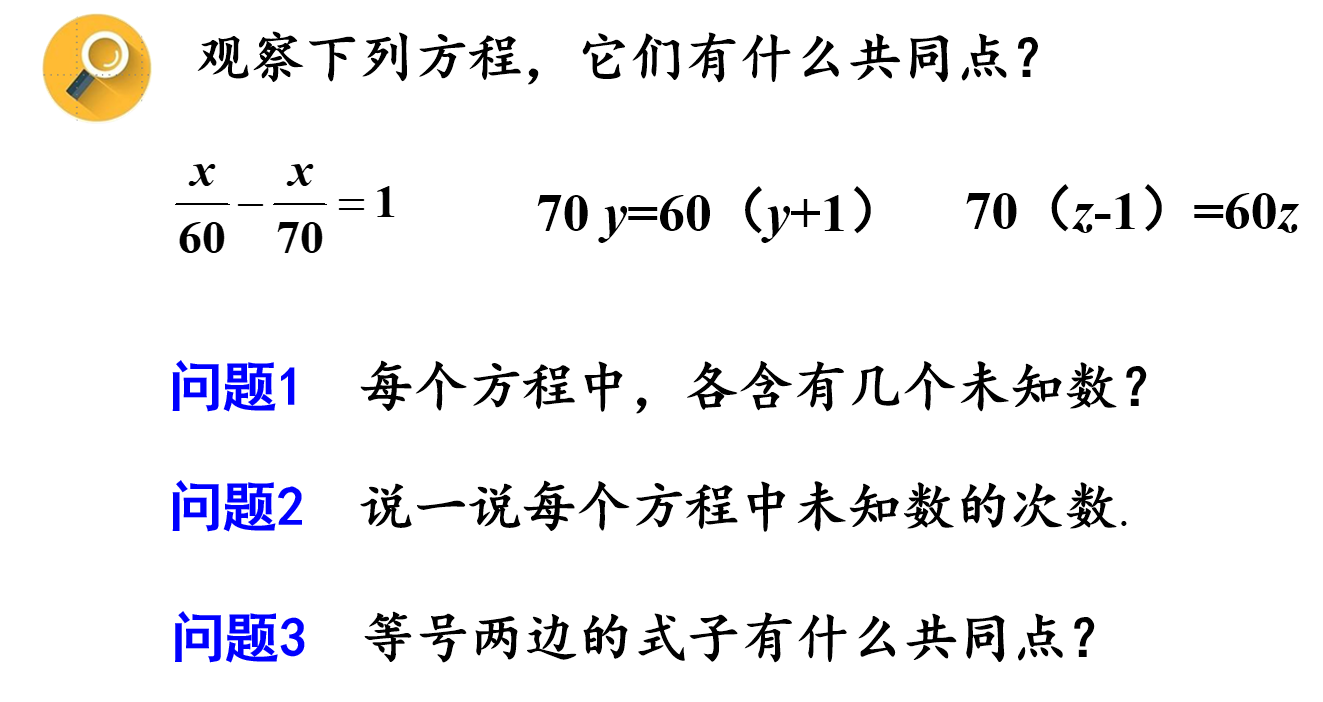 观察下列方程，它们有什么共同点？
x/60 − x/70 = 1　70 y=60（y+1）　70（z-1）=60z
问题1　每个方程中，各含有几个未知数？
问题2　说一说每个方程中未知数的次数.
问题3　等号两边的式子有什么共同点？